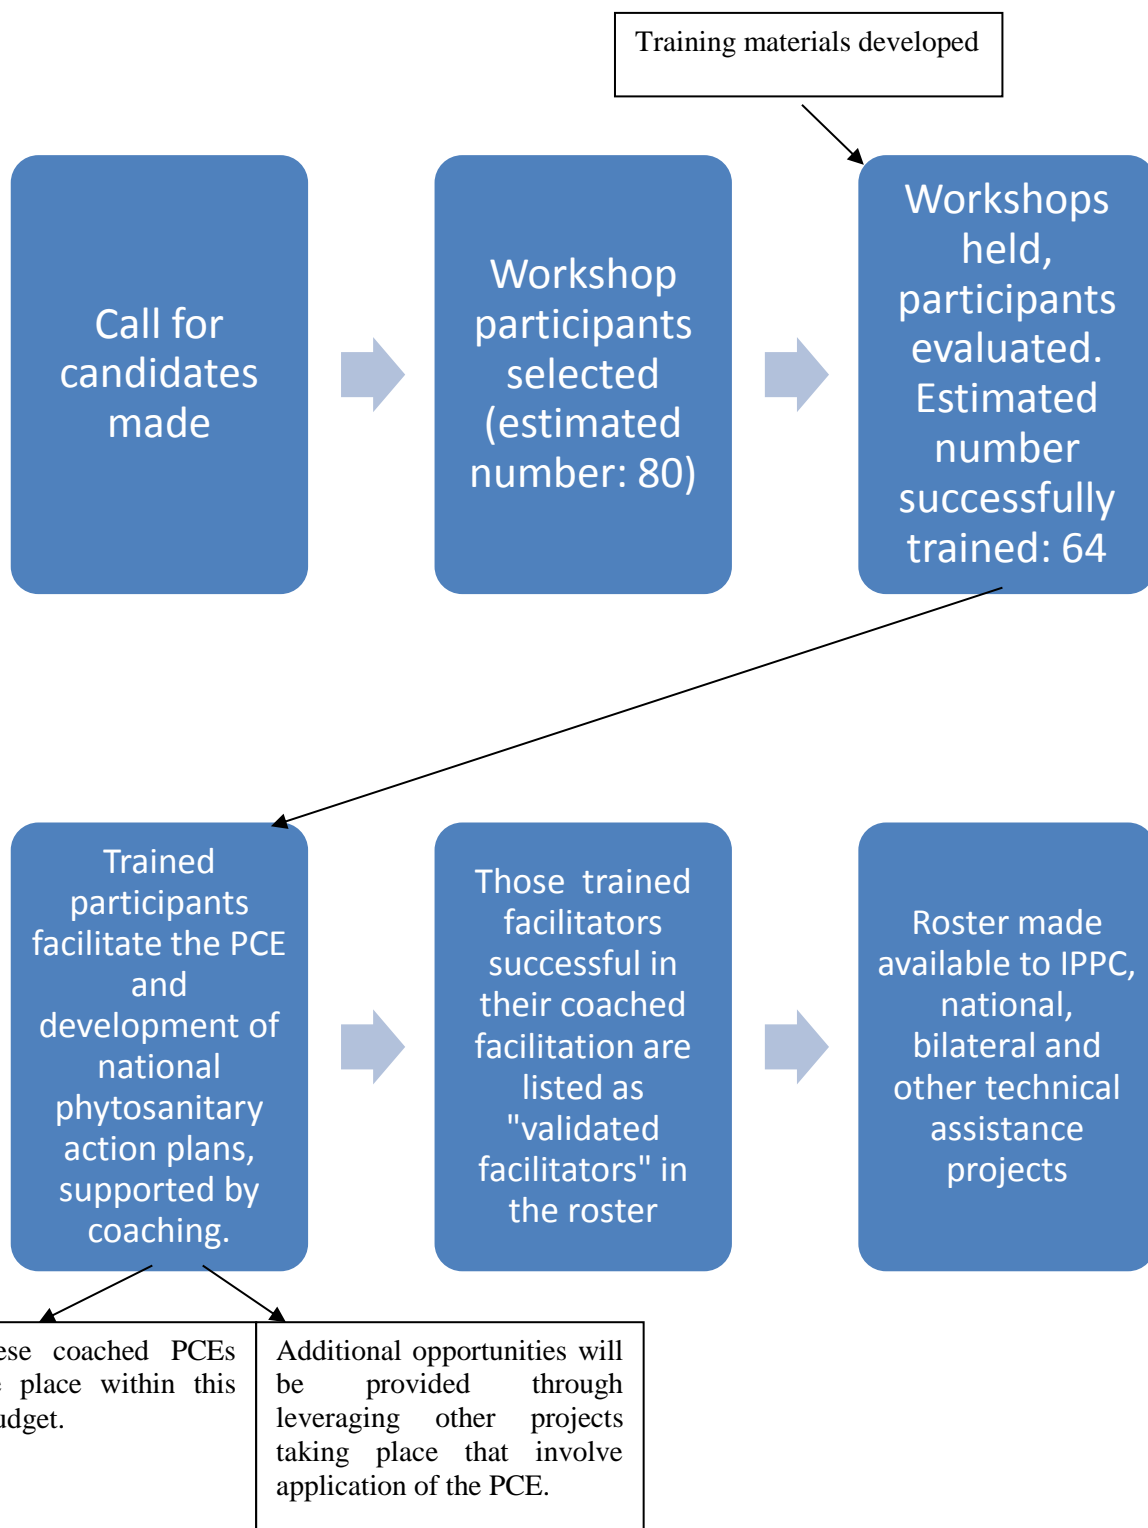 Training materials developed
Call for
candidates
made
Workshop
participants
selected
(estimated
number: 80)
Workshops
held,
participants
evaluated.
Estimated
number
successfully
trained: 64
Trained
participants
facilitate the PCE
and
development of
national
phytosanitary
action plans,
supported by
coaching.
Those trained
facilitators
successful in
their coached
facilitation are
listed as
"validated
facilitators" in
the roster
Roster made
available to IPPC,
national,
bilateral and
other technical
assistance
projects
coached PCEs
place within this
Additional opportunities will
be provided through
leveraging other projects
taking place that involve
application of the PCE.